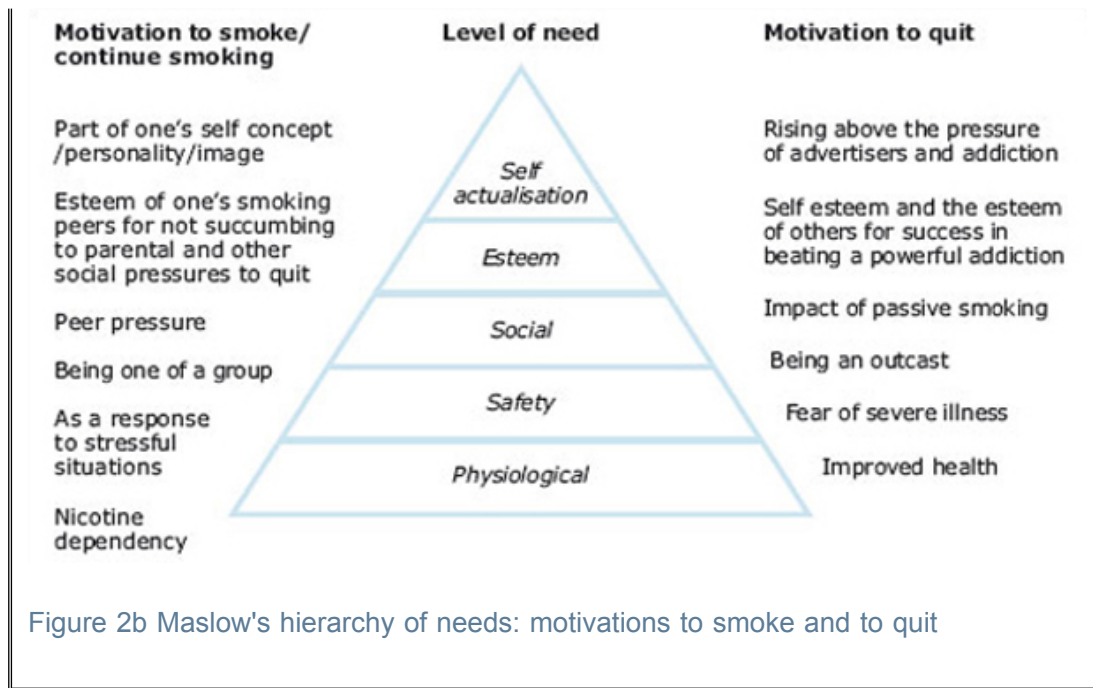 Motivation to smoke/
continue smoking
Part of one's self concept
/personality/image
Esteem of one's smoking
peers for not succumbing
to parental and other
social pressures to quit
Peer pressure
Being one of a group
As a response
to stressful
situations
Nicotine
dependency
Level of need
Self
actualisation
Esteem
Social
Safety
Physiological
Motivation to quit
Rising above the pressure
of advertisers and addiction
Self esteem and the esteem
of others for success in
beating a powerful addiction
Impact of passive smoking
Being an outcast
Fear of severe illness
Improved health
Figure 2b Maslow's hierarchy of needs: motivations to smoke and to quit